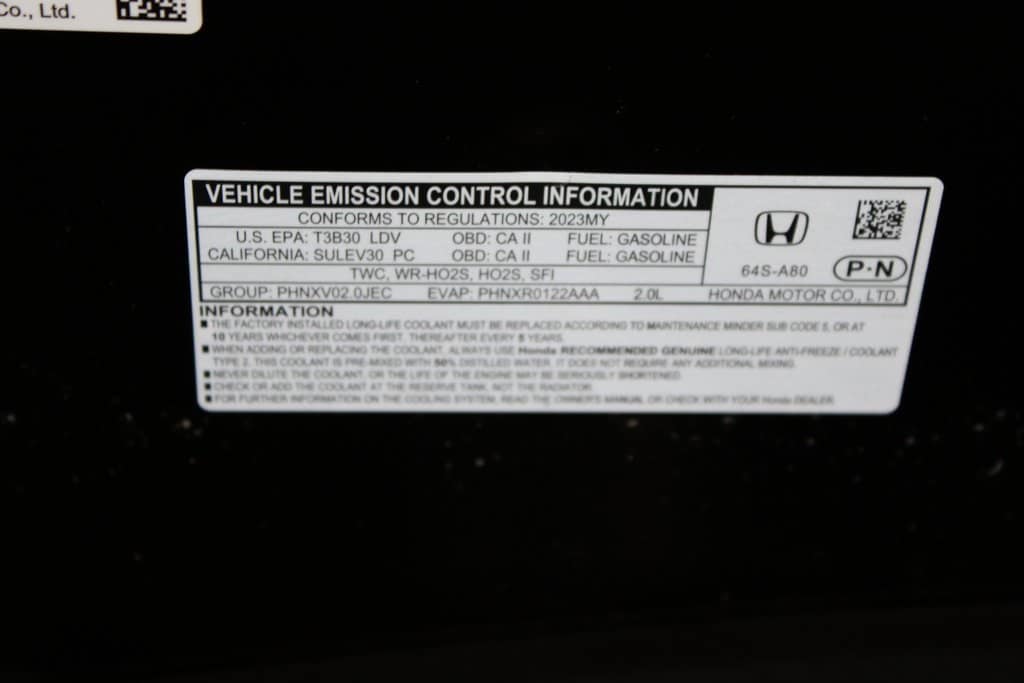 Co., Ltd.
VEHICLE EMISSION CONTROL INFORMATION
CONFORMS TO REGULATIONS: 2023MY
U.S. EPA: T3B30 LDV OBD: CA II FUEL: GASOLINE
CALIFORNIA: SULEV30 PC OBD: CA II FUEL: GASOLINE
TWC, WR-HO2S, HO2S, SFI
64S-A80 P·N
GROUP: PHNXV02.0JEC EVAP: PHNXR0122AAA 2.0L HONDA MOTOR CO., LTD.
INFORMATION
■ THE FACTORY INSTALLED LONG-LIFE COOLANT MUST BE REPLACED ACCORDING TO MAINTENANCE MINDER SUB CODE 5, OR AT
10 YEARS WHICHEVER COMES FIRST. THEREAFTER EVERY 5 YEARS.
■ WHEN ADDING OR REPLACING THE COOLANT, ALWAYS USE Honda RECOMMENDED GENUINE LONG-LIFE ANTI-FREEZE / COOLANT
TYPE 2. THIS COOLANT IS PRE-MIXED WITH 50% DISTILLED WATER. IT DOES NOT REQUIRE ANY ADDITIONAL MIXING.
■ NEVER DILUTE THE COOLANT, OR THE LIFE OF THE ENGINE MAY BE SERIOUSLY SHORTENED.
■ CHECK OR ADD THE COOLANT AT THE RESERVE TANK, NOT THE RADIATOR.
■ FOR FURTHER INFORMATION ON THE COOLING SYSTEM, READ THE OWNER'S MANUAL OR CHECK WITH YOUR Honda DEALER.